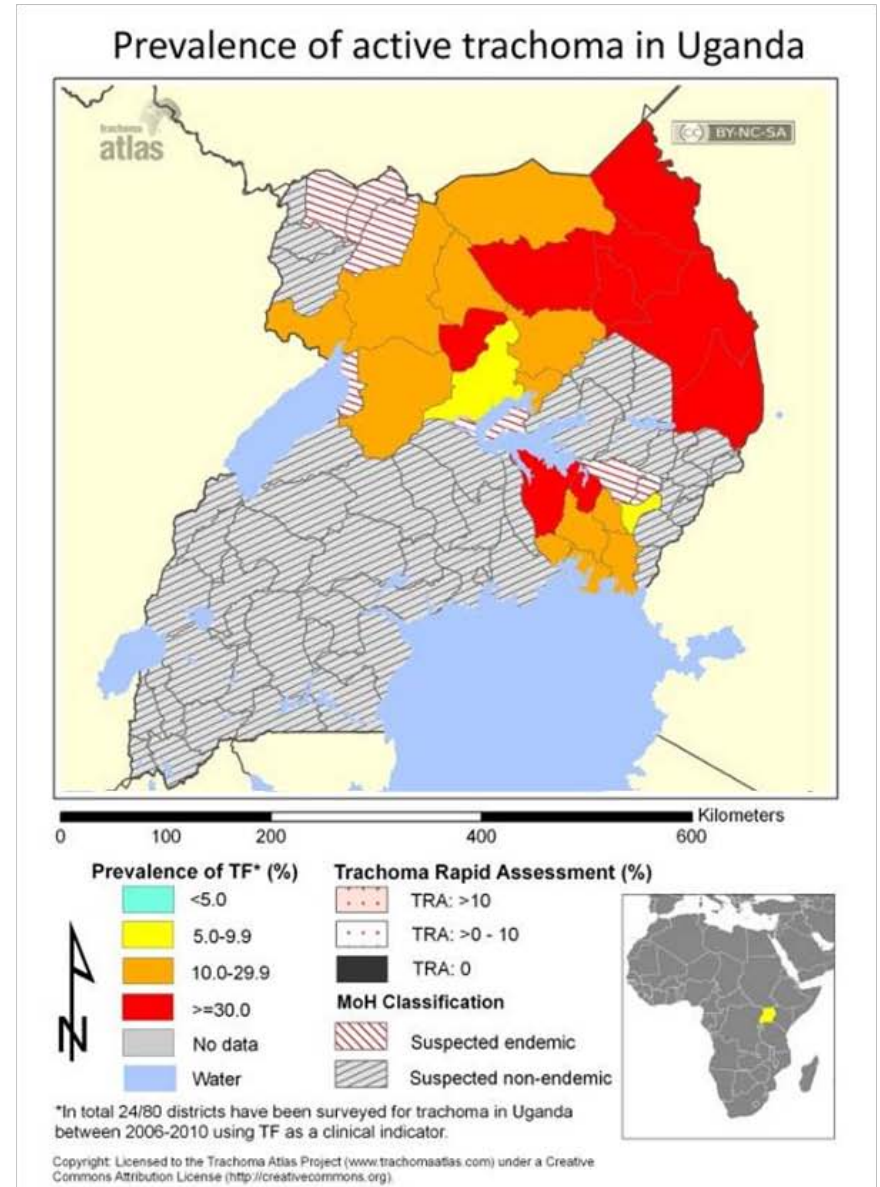 Prevalence of active trachoma in Uganda
trachoma
atlas
cc BY-NC-SA
Kilometers
0 100 200 400 600
Prevalence of TF* (%)
<5.0
5.0-9.9
10.0-29.9
>=30.0
No data
Water
Trachoma Rapid Assessment (%)
TRA: >10
TRA: >0 - 10
TRA: 0
MoH Classification
Suspected endemic
Suspected non-endemic
N
*In total 24/80 districts have been surveyed for trachoma in Uganda
between 2006-2010 using TF as a clinical indicator.
Copyright: Licensed to the Trachoma Atlas Project (www.trachomaatlas.com) under a Creative
Commons Attribution License (http://creativecommons.org).